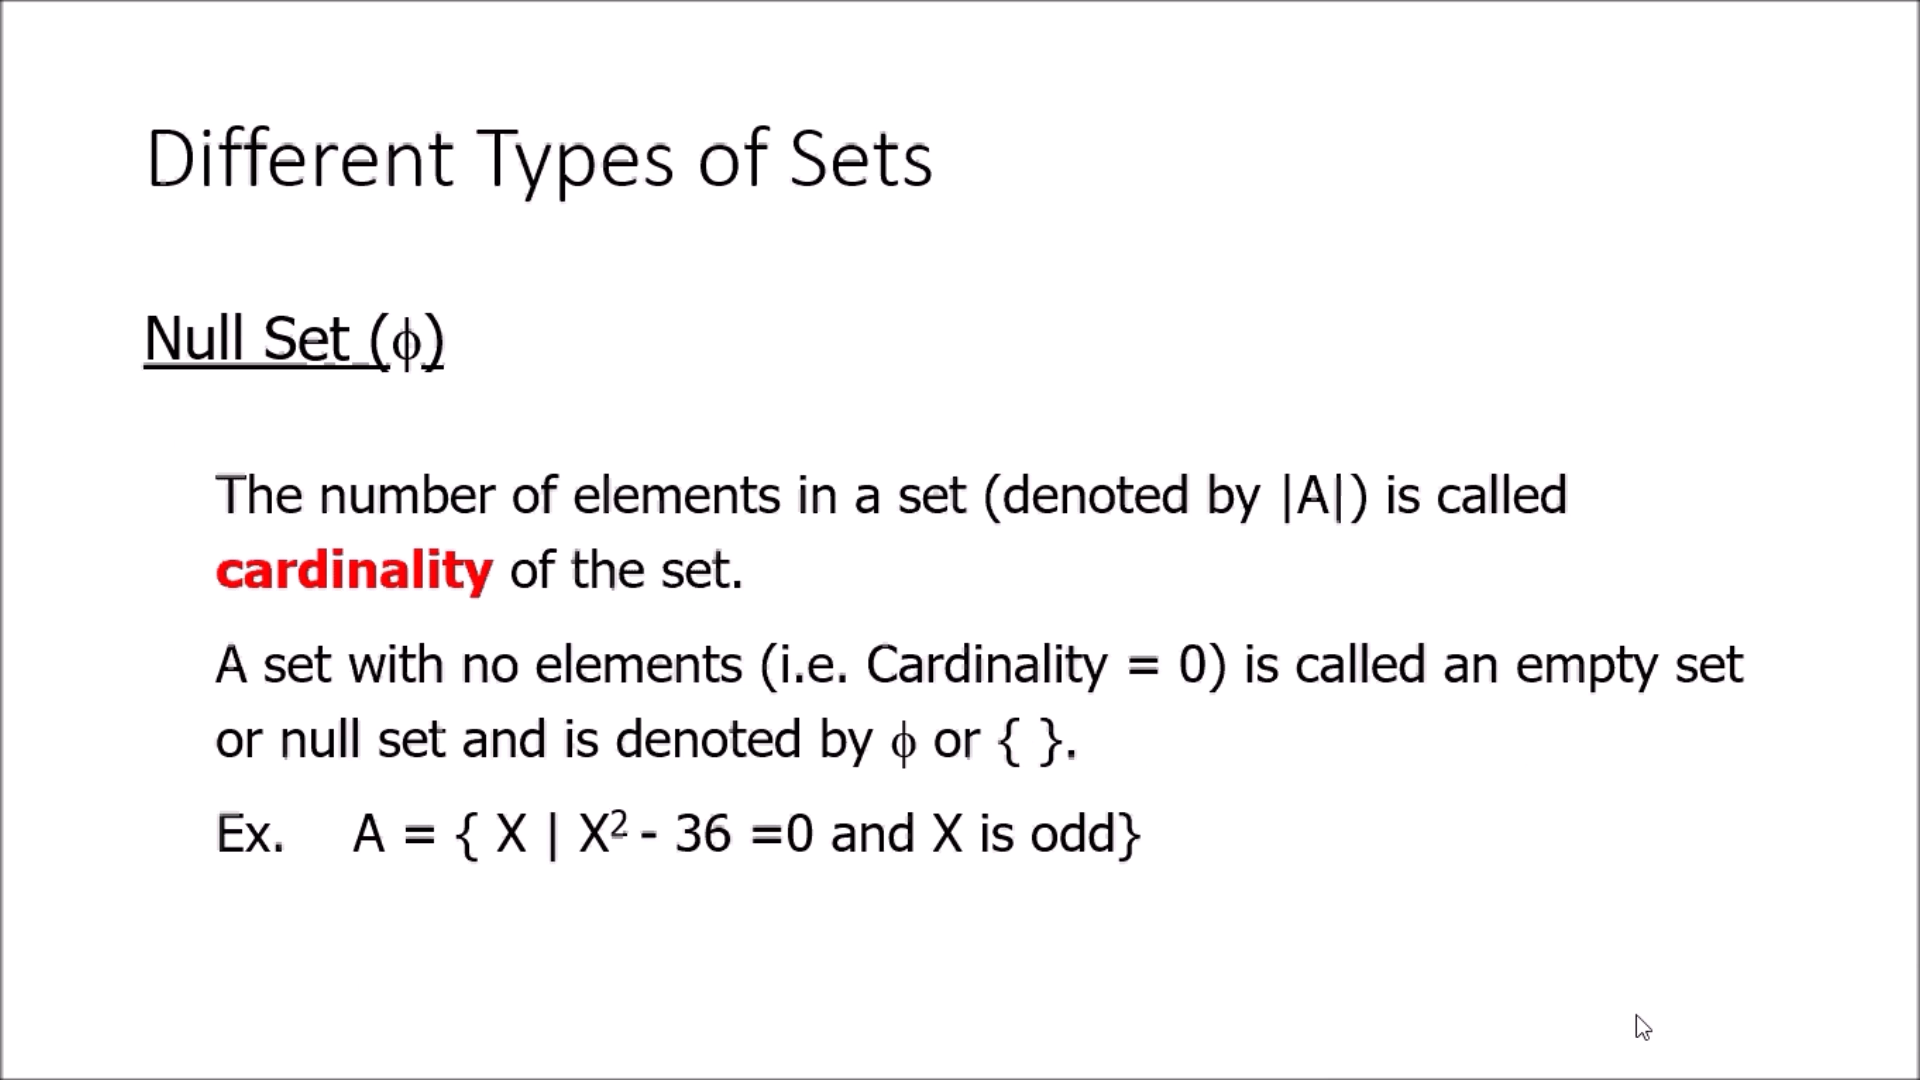 Different Types of Sets
Null Set (ϕ)
The number of elements in a set (denoted by |A|) is called
cardinality of the set.
A set with no elements (i.e. Cardinality = 0) is called an empty set
or null set and is denoted by ϕ or { }.
Ex. A = { X | X² - 36 =0 and X is odd}